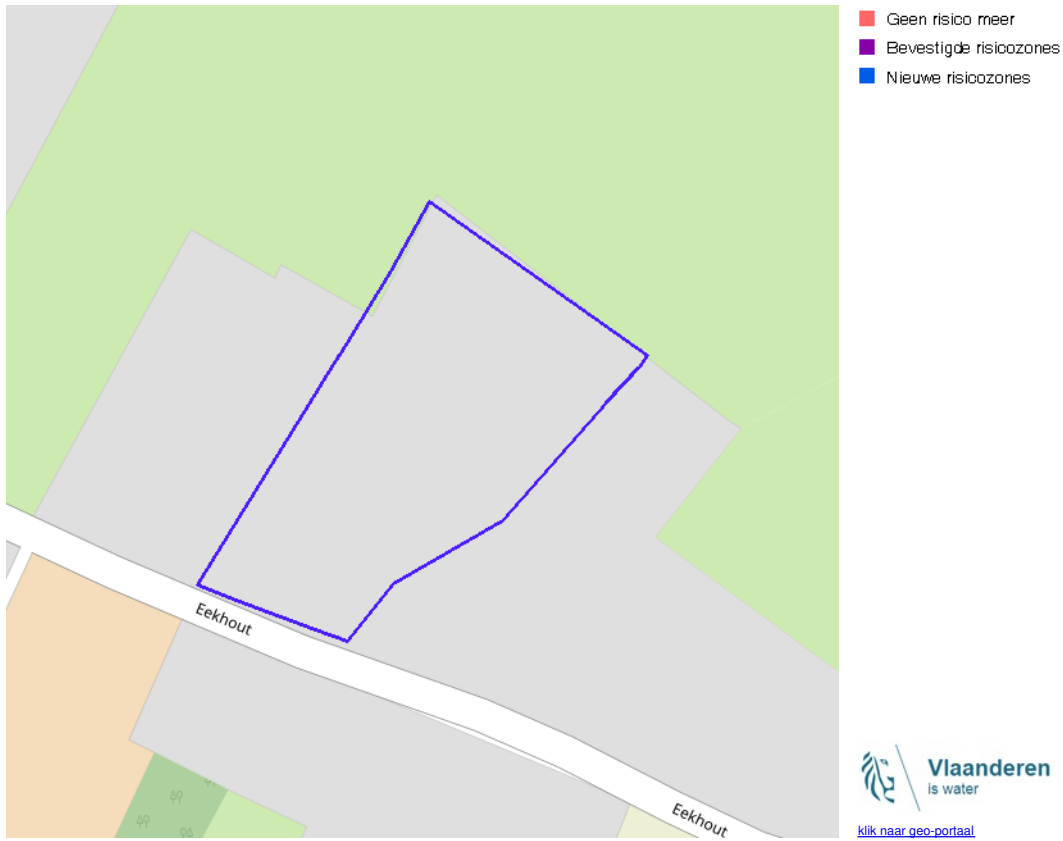 Geen risico meer
Bevestigde risicozones
Nieuwe risicozones
Eekhout
Eekhout
Vlaanderen
is water
klik naar geo-portaal